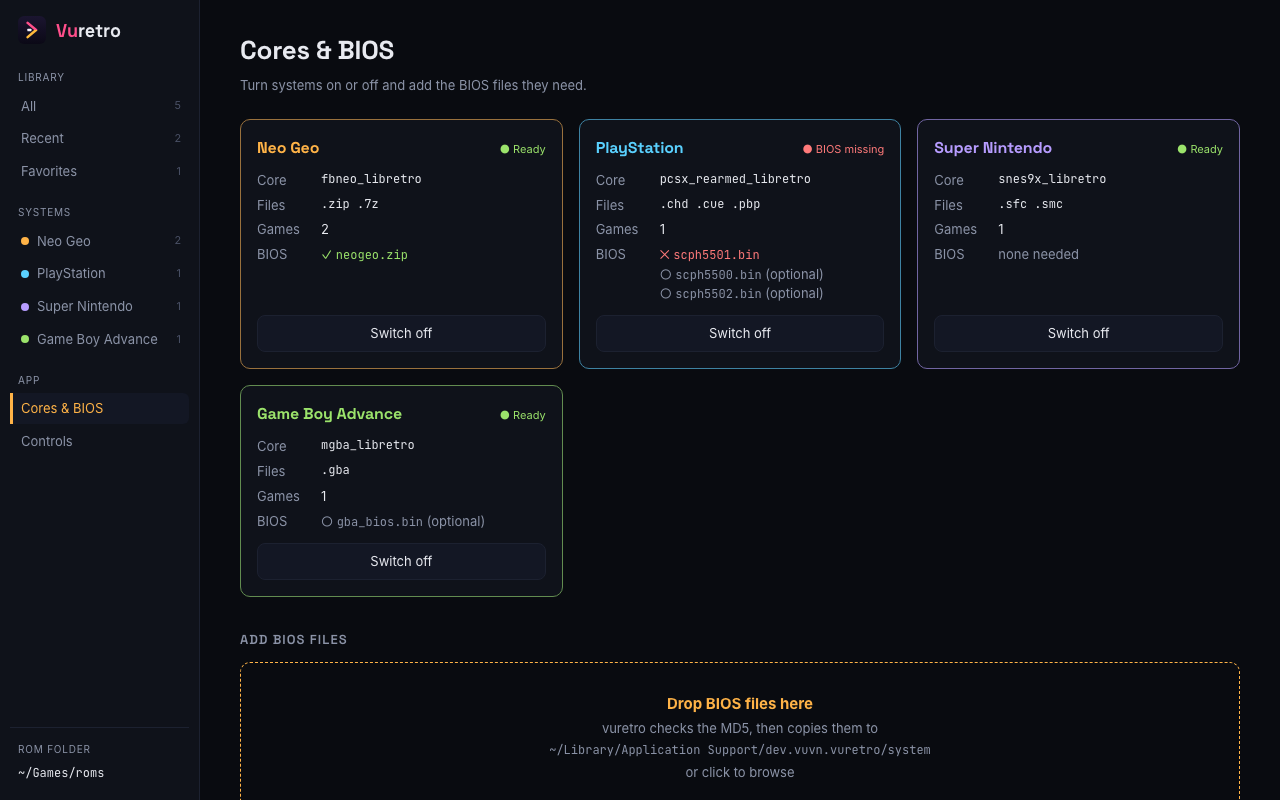 Vuretro
LIBRARY
All 5
Recent 2
Favorites 1
SYSTEMS
Neo Geo 2
PlayStation 1
Super Nintendo 1
Game Boy Advance 1
APP
Cores & BIOS
Controls
ROM FOLDER
~/Games/roms
Cores & BIOS
Turn systems on or off and add the BIOS files they need.
Neo Geo Ready
Core fbneo_libretro
Files .zip .7z
Games 2
BIOS ✓ neogeo.zip
Switch off
PlayStation BIOS missing
Core pcsx_rearmed_libretro
Files .chd .cue .pbp
Games 1
BIOS ✕ scph5501.bin
○ scph5500.bin (optional)
○ scph5502.bin (optional)
Switch off
Super Nintendo Ready
Core snes9x_libretro
Files .sfc .smc
Games 1
BIOS none needed
Switch off
Game Boy Advance Ready
Core mgba_libretro
Files .gba
Games 1
BIOS ○ gba_bios.bin (optional)
Switch off
ADD BIOS FILES
Drop BIOS files here
vuretro checks the MD5, then copies them to
~/Library/Application Support/dev.vuvn.vuretro/system
or click to browse